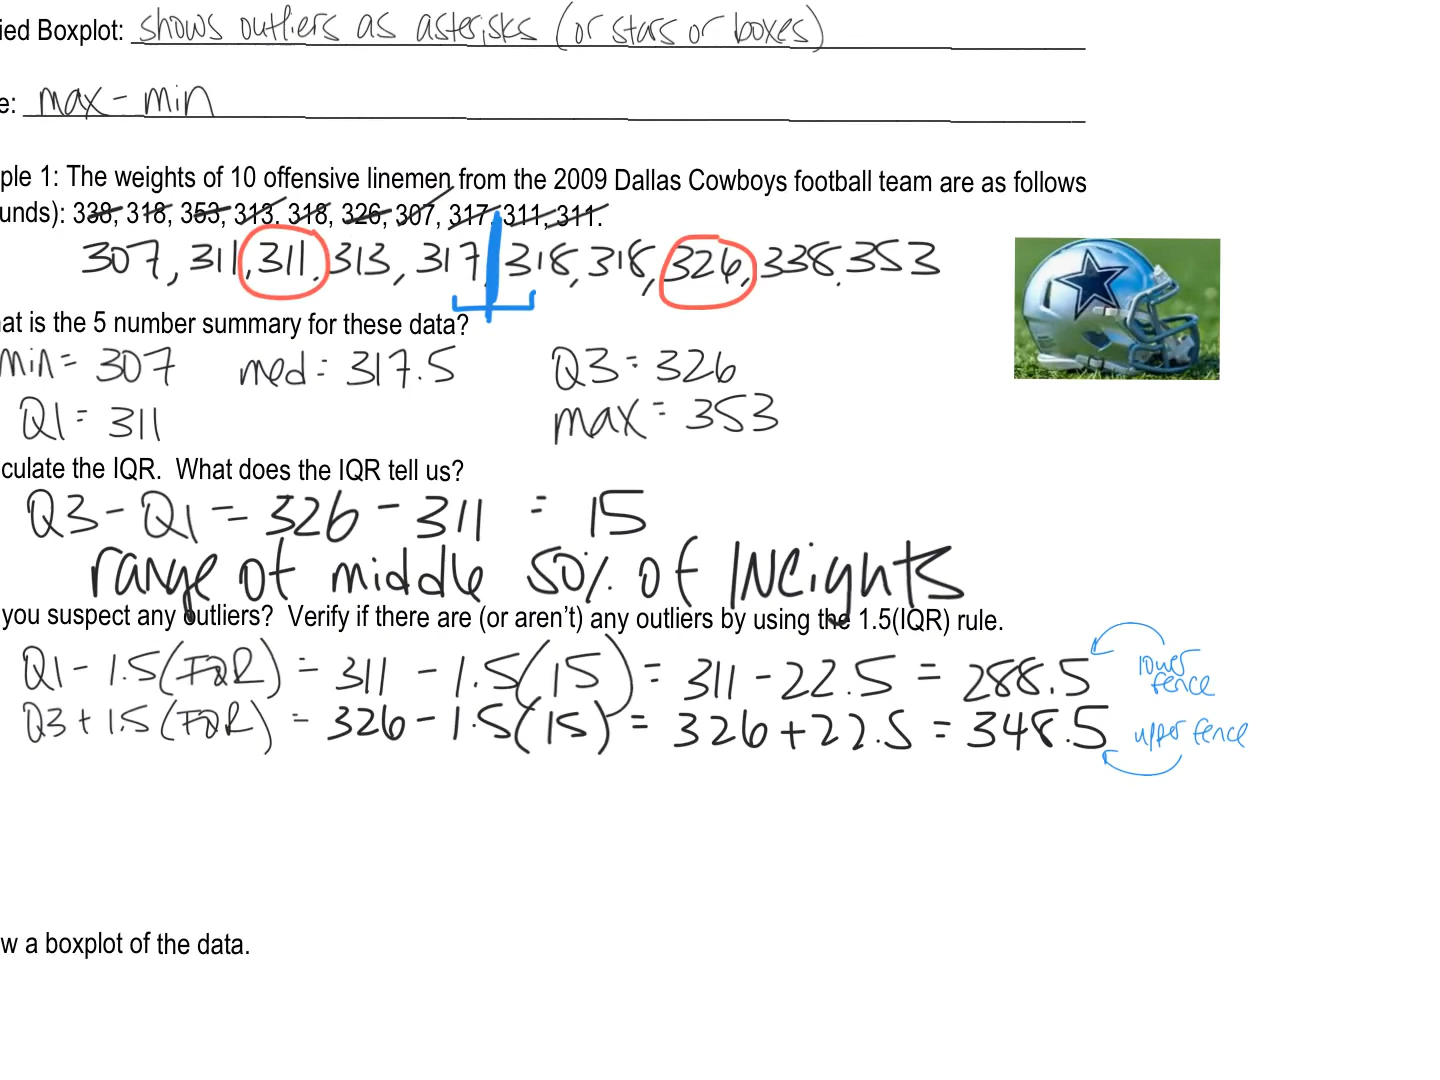 ied Boxplot: shows outliers as asterisks (or stars or boxes)
e: max - min
ple 1: The weights of 10 offensive linemen from the 2009 Dallas Cowboys football team are as follows
unds): 338, 318, 353, 313, 318, 326, 307, 317, 311, 311.
307, 311, 311, 313, 317, 318, 318, 326, 338, 353
at is the 5 number summary for these data?
min = 307 med = 317.5 Q3 = 326
Q1 = 311 max = 353
culate the IQR. What does the IQR tell us?
Q3 - Q1 = 326 - 311 = 15
range of middle 50% of weights
you suspect any outliers? Verify if there are (or aren't) any outliers by using the 1.5(IQR) rule.
Q1 - 1.5(IQR) = 311 - 1.5(15) = 311 - 22.5 = 288.5 lower fence
Q3 + 1.5(IQR) = 326 - 1.5(15) = 326 + 22.5 = 348.5 upper fence
w a boxplot of the data.